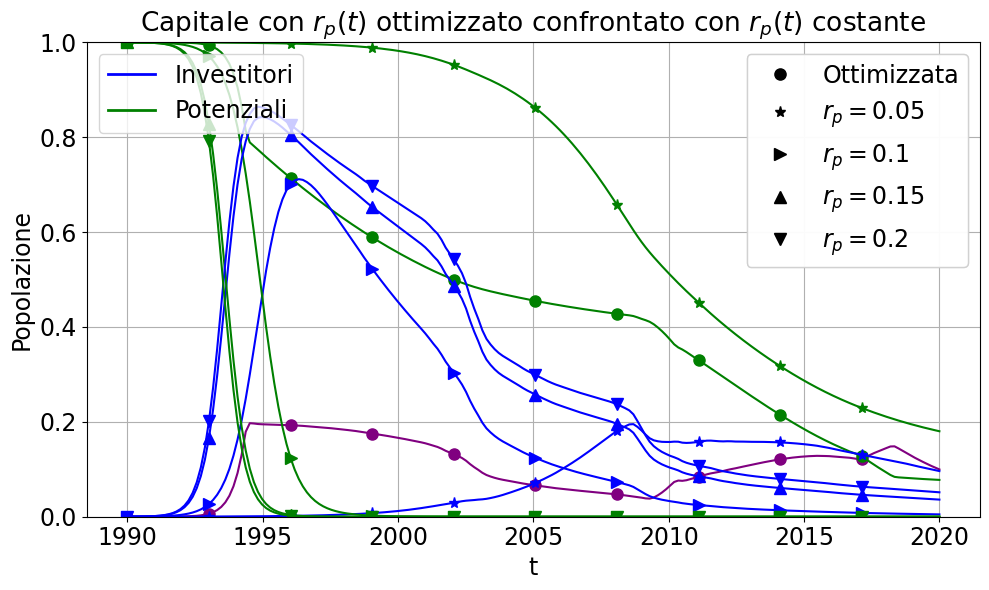 Capitale con $r_p(t)$ ottimizzato confrontato con $r_p(t)$ costante
Popolazione
1.0
0.8
0.6
0.4
0.2
0.0
Investitori
Potenziali
Ottimizzata
$r_p = 0.05$
$r_p = 0.1$
$r_p = 0.15$
$r_p = 0.2$
1990 1995 2000 2005 2010 2015 2020
t